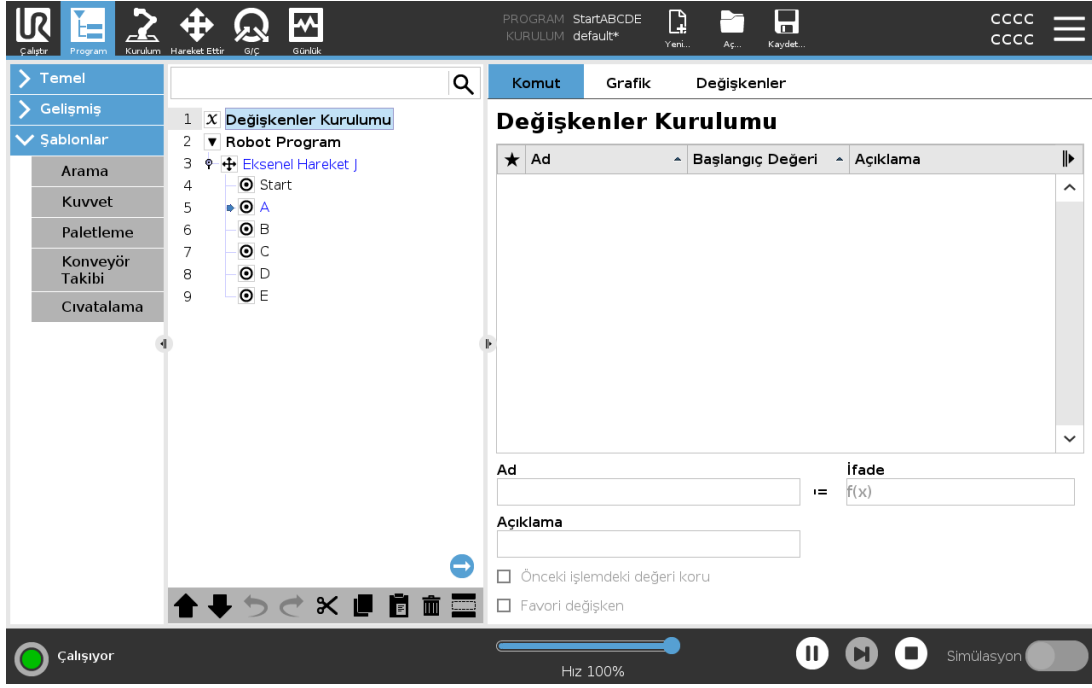 PROGRAM StartABCDE
KURULUM default*
Çalıştır
Program
Kurulum
Hareket Ettir
G/Ç
Günlük
Yeni...
Aç...
Kaydet...
CCCC
CCCC
Temel
Gelişmiş
Şablonlar
Arama
Kuvvet
Paletleme
Konveyör
Takibi
Cıvatalama
1 x Değişkenler Kurulumu
2 Robot Program
3 Eksenel Hareket J
4 Start
5 A
6 B
7 C
8 D
9 E
Komut Grafik Değişkenler
Değişkenler Kurulumu
Ad Başlangıç Değeri Açıklama
Ad İfade
:= f(x)
Açıklama
Önceki işlemdeki değeri koru
Favori değişken
Çalışıyor
Hız 100%
Simülasyon